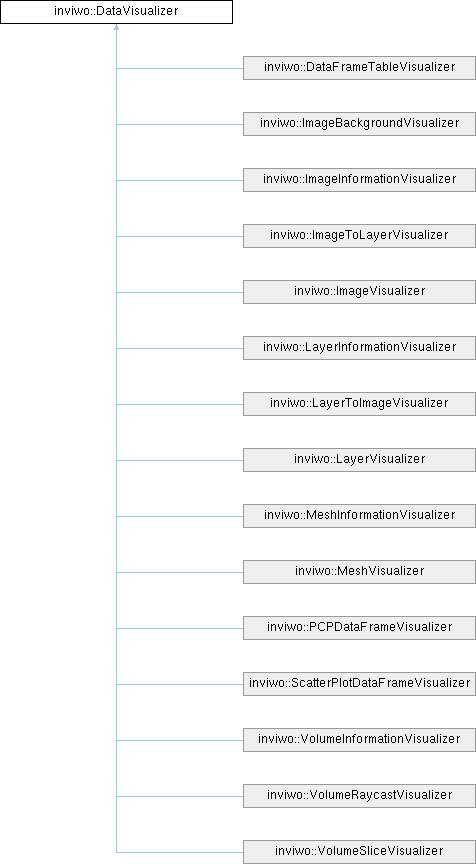 inviwo::DataVisualizer
inviwo::DataFrameTableVisualizer
inviwo::ImageBackgroundVisualizer
inviwo::ImageInformationVisualizer
inviwo::ImageToLayerVisualizer
inviwo::ImageVisualizer
inviwo::LayerInformationVisualizer
inviwo::LayerToImageVisualizer
inviwo::LayerVisualizer
inviwo::MeshInformationVisualizer
inviwo::MeshVisualizer
inviwo::PCPDataFrameVisualizer
inviwo::ScatterPlotDataFrameVisualizer
inviwo::VolumeInformationVisualizer
inviwo::VolumeRaycastVisualizer
inviwo::VolumeSliceVisualizer